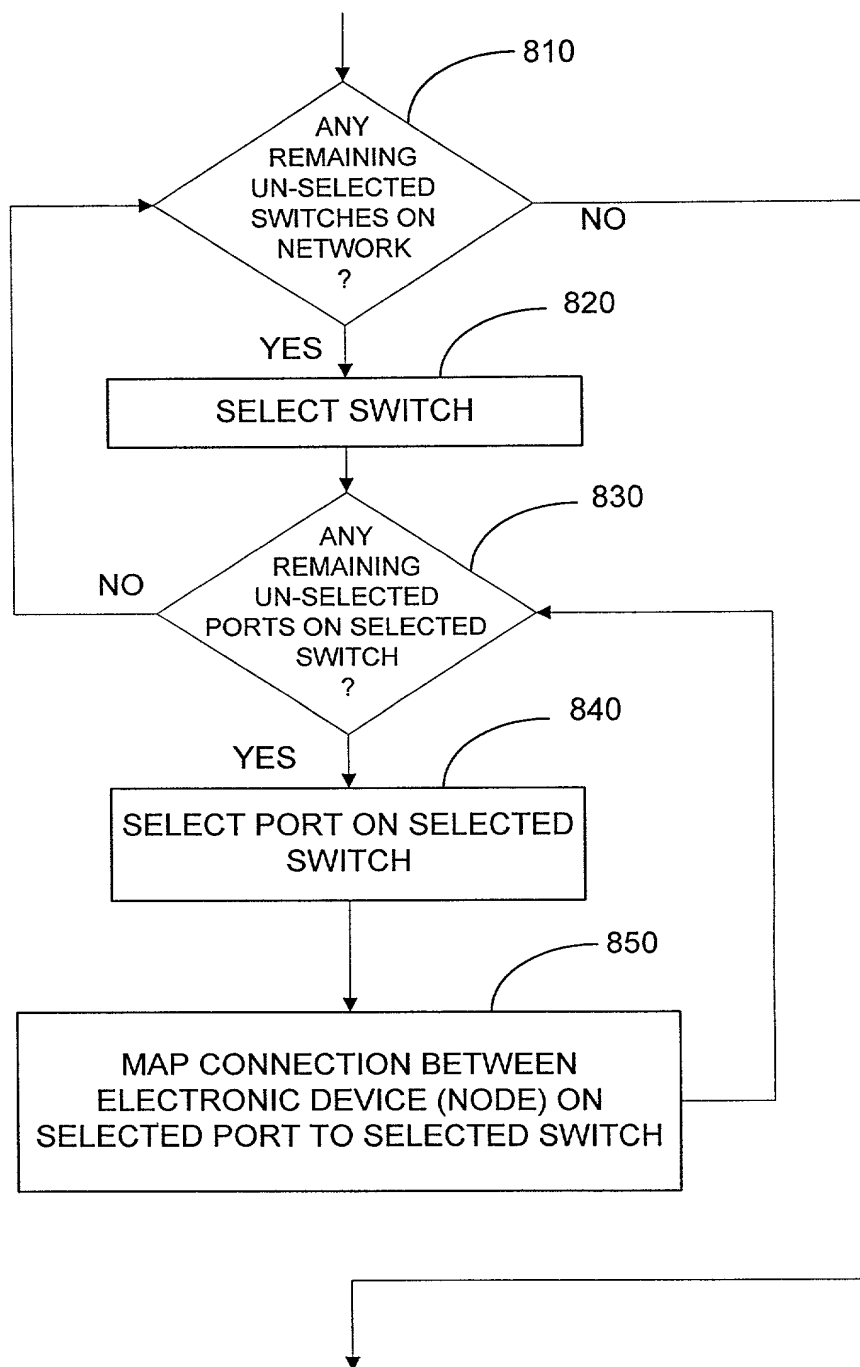 810
ANY
REMAINING
UN-SELECTED
SWITCHES ON
NETWORK
?
NO
820
YES
SELECT SWITCH
830
ANY
REMAINING
UN-SELECTED
PORTS ON SELECTED
SWITCH
?
NO
840
YES
SELECT PORT ON SELECTED
SWITCH
850
MAP CONNECTION BETWEEN
ELECTRONIC DEVICE (NODE) ON
SELECTED PORT TO SELECTED SWITCH